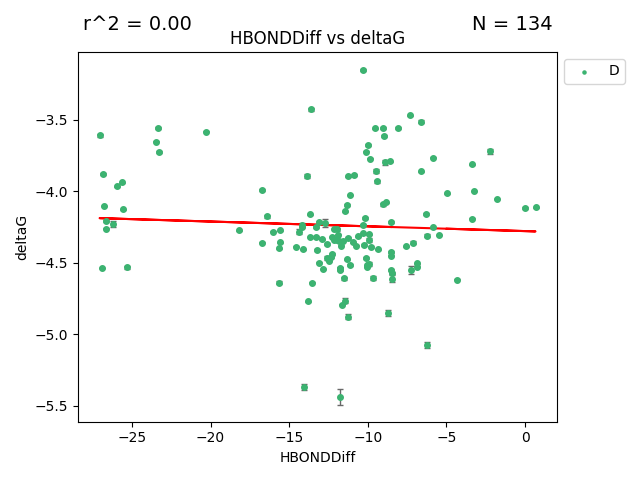 r^2 = 0.00 N = 134
HBONDDiff vs deltaG
D
−3.5
−4.0
−4.5
−5.0
−5.5
deltaG
−25 −20 −15 −10 −5 0
HBONDDiff